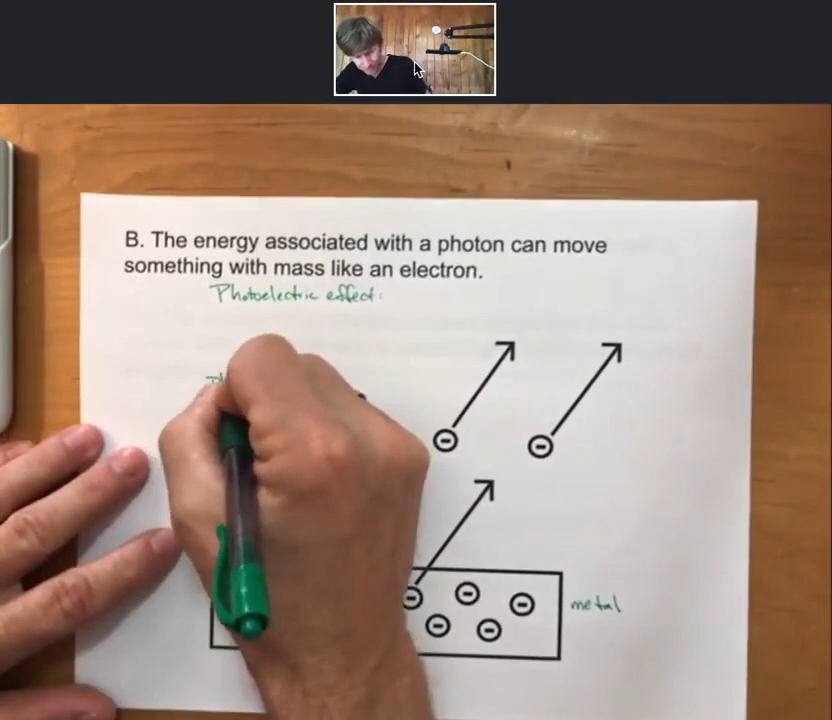 B. The energy associated with a photon can move
something with mass like an electron.
Photoelectric effect:
metal